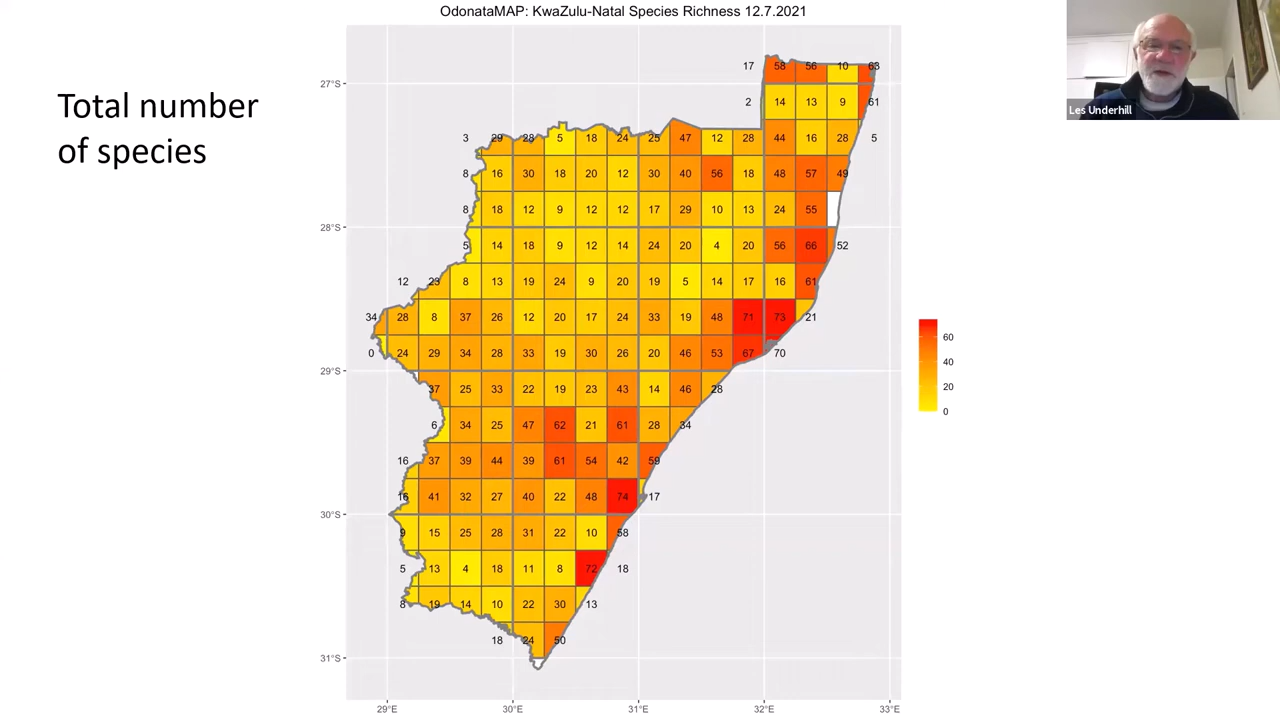 OdonataMAP: KwaZulu-Natal Species Richness 12.7.2021
Total number
of species
Les Underhill
17 58 56 10 63
27°S
2 14 13 9 61
3 29 28 5 18 24 25 47 12 28 44 16 28 5
8 16 30 18 20 12 30 40 56 18 48 57 49
8 18 12 9 12 12 17 29 10 13 24 55
28°S
5 14 18 9 12 14 24 20 4 20 56 66 52
12 23 8 13 19 24 9 20 19 5 14 17 16 61
34 28 8 37 26 12 20 17 24 33 19 48 71 73 21
0 24 29 34 28 33 19 30 26 20 46 53 67 70
29°S
37 25 33 22 19 23 43 14 46 28
6 34 25 47 62 21 61 28 34
16 37 39 44 39 61 54 42 59
16 41 32 27 40 22 48 74 17
30°S
9 15 25 28 31 22 10 58
5 13 4 18 11 8 72 18
8 19 14 10 22 30 13
18 24 50
31°S
29°E 30°E 31°E 32°E 33°E
60
40
20
0